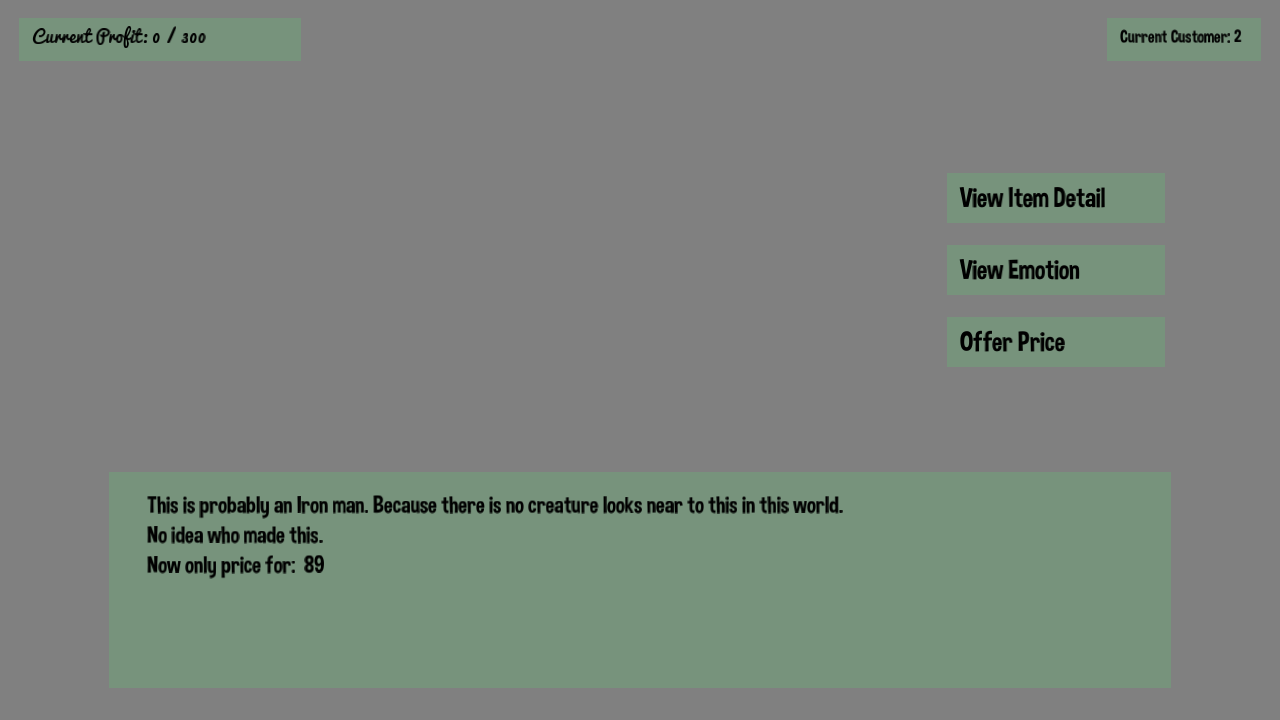 Current Profit: 0 / 300
Current Customer: 2
View Item Detail
View Emotion
Offer Price
This is probably an Iron man. Because there is no creature looks near to this in this world.
No idea who made this.
Now only price for: 89